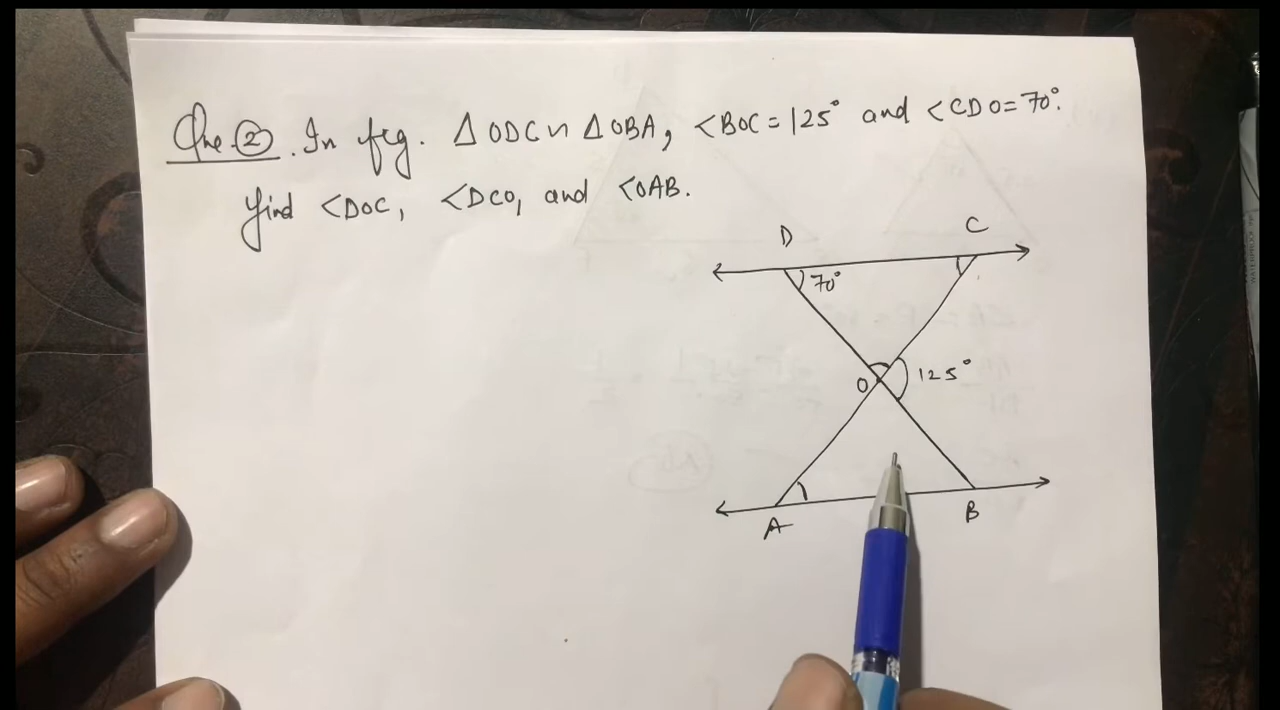 Que. ②. In fig. Δ ODC ∽ Δ OBA, <BOC = 125° and <CDO = 70°.
find <DOC, <DCO, and <OAB.
D
C
70°
O
125°
A
B